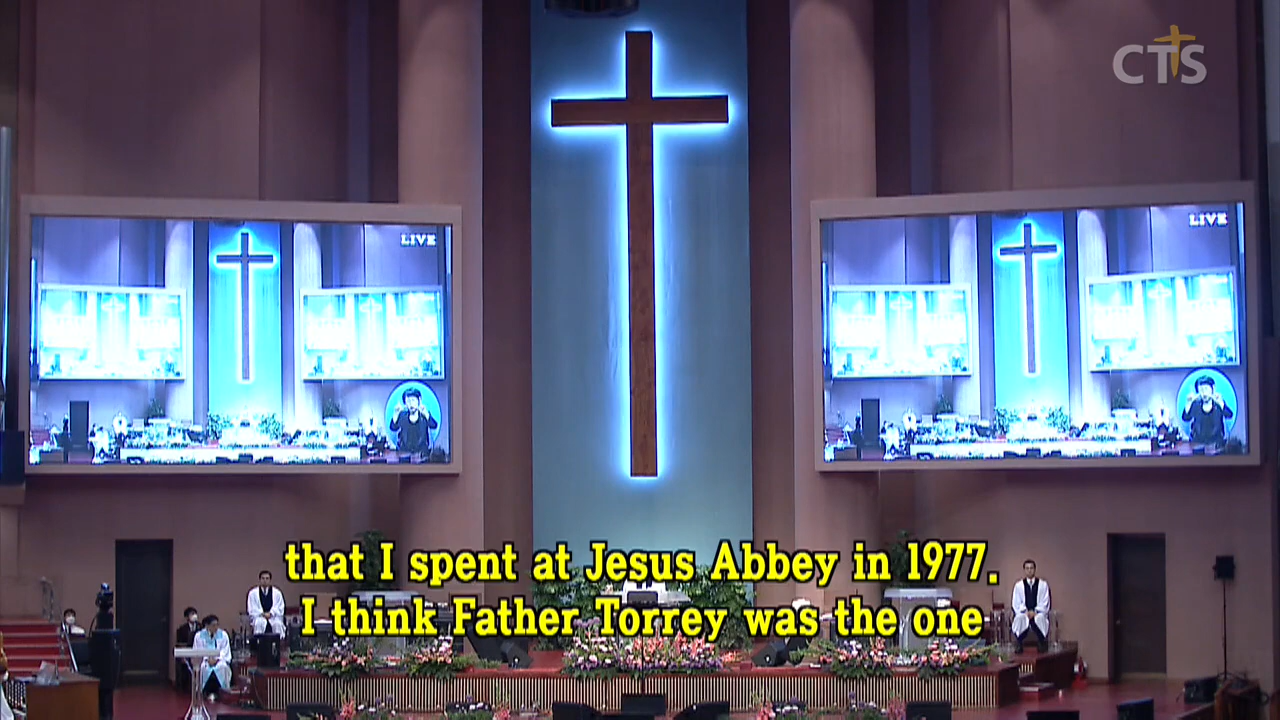 CTS
LIVE
LIVE
that I spent at Jesus Abbey in 1977.
I think Father Torrey was the one